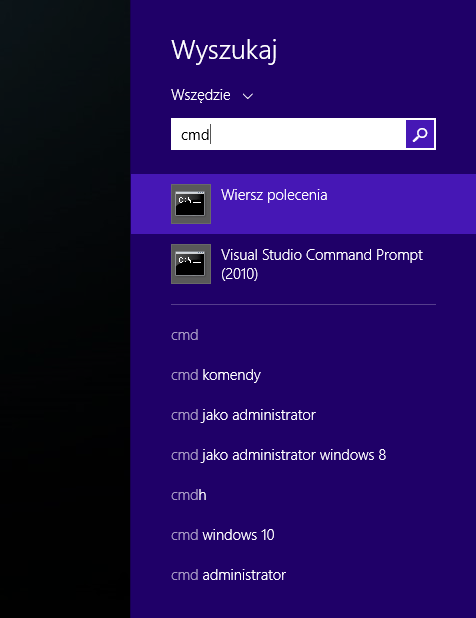 Wyszukaj
Wszędzie
cmd
C:\_
Wiersz polecenia
C:\_
Visual Studio Command Prompt
(2010)
cmd
cmd komendy
cmd jako administrator
cmd jako administrator windows 8
cmdh
cmd windows 10
cmd administrator